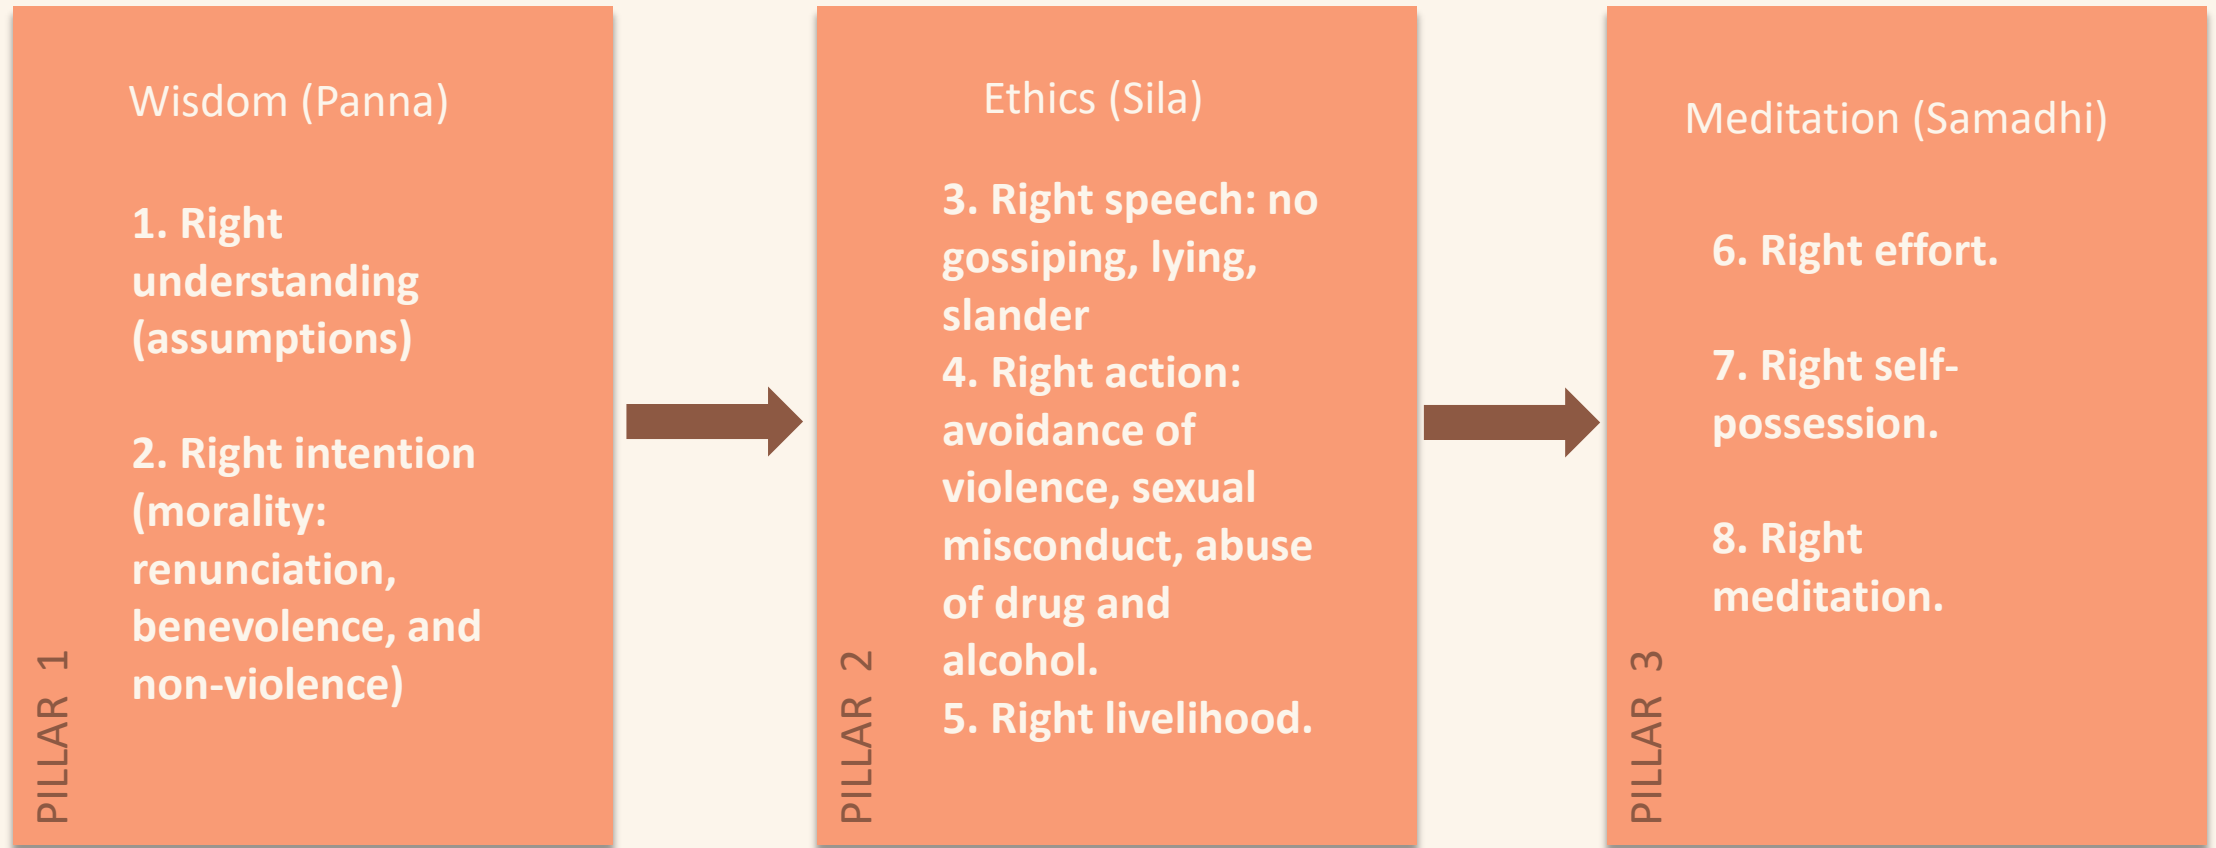 Wisdom (Panna)
1. Right
understanding
(assumptions)
2. Right intention
(morality:
renunciation,
benevolence, and
non-violence)
PILLAR 1
Ethics (Sila)
3. Right speech: no
gossiping, lying,
slander
4. Right action:
avoidance of
violence, sexual
misconduct, abuse
of drug and
alcohol.
5. Right livelihood.
PILLAR 2
Meditation (Samadhi)
6. Right effort.
7. Right self-
possession.
8. Right
meditation.
PILLAR 3